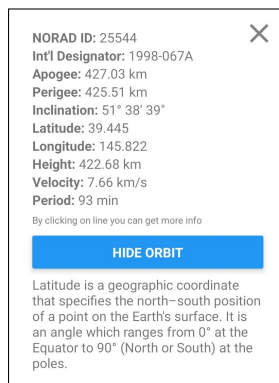 NORAD ID: 25544
Int'l Designator: 1998-067A
Apogee: 427.03 km
Perigee: 425.51 km
Inclination: 51° 38' 39"
Latitude: 39.445
Longitude: 145.822
Height: 422.68 km
Velocity: 7.66 km/s
Period: 93 min
By clicking on line you can get more info
HIDE ORBIT
Latitude is a geographic coordinate
that specifies the north–south position
of a point on the Earth's surface. It is
an angle which ranges from 0° at the
Equator to 90° (North or South) at the
poles.